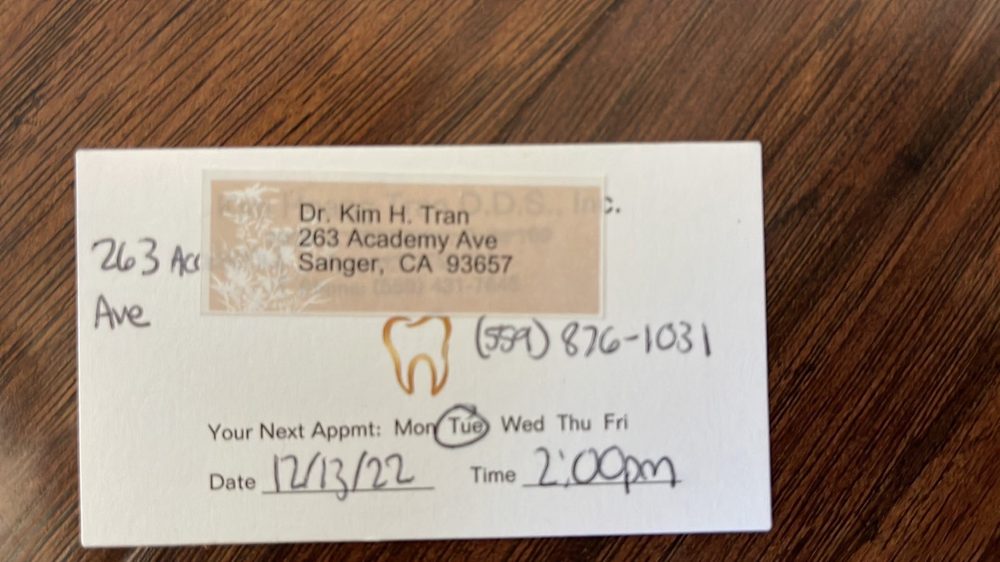 c.
Dr. Kim H. Tran
263 Academy Ave
Sanger, CA 93657
263 Acc
Ave
(559) 876-1031
Your Next Appmt: Mon Tue Wed Thu Fri
Date 12/13/22 Time 2:00pm